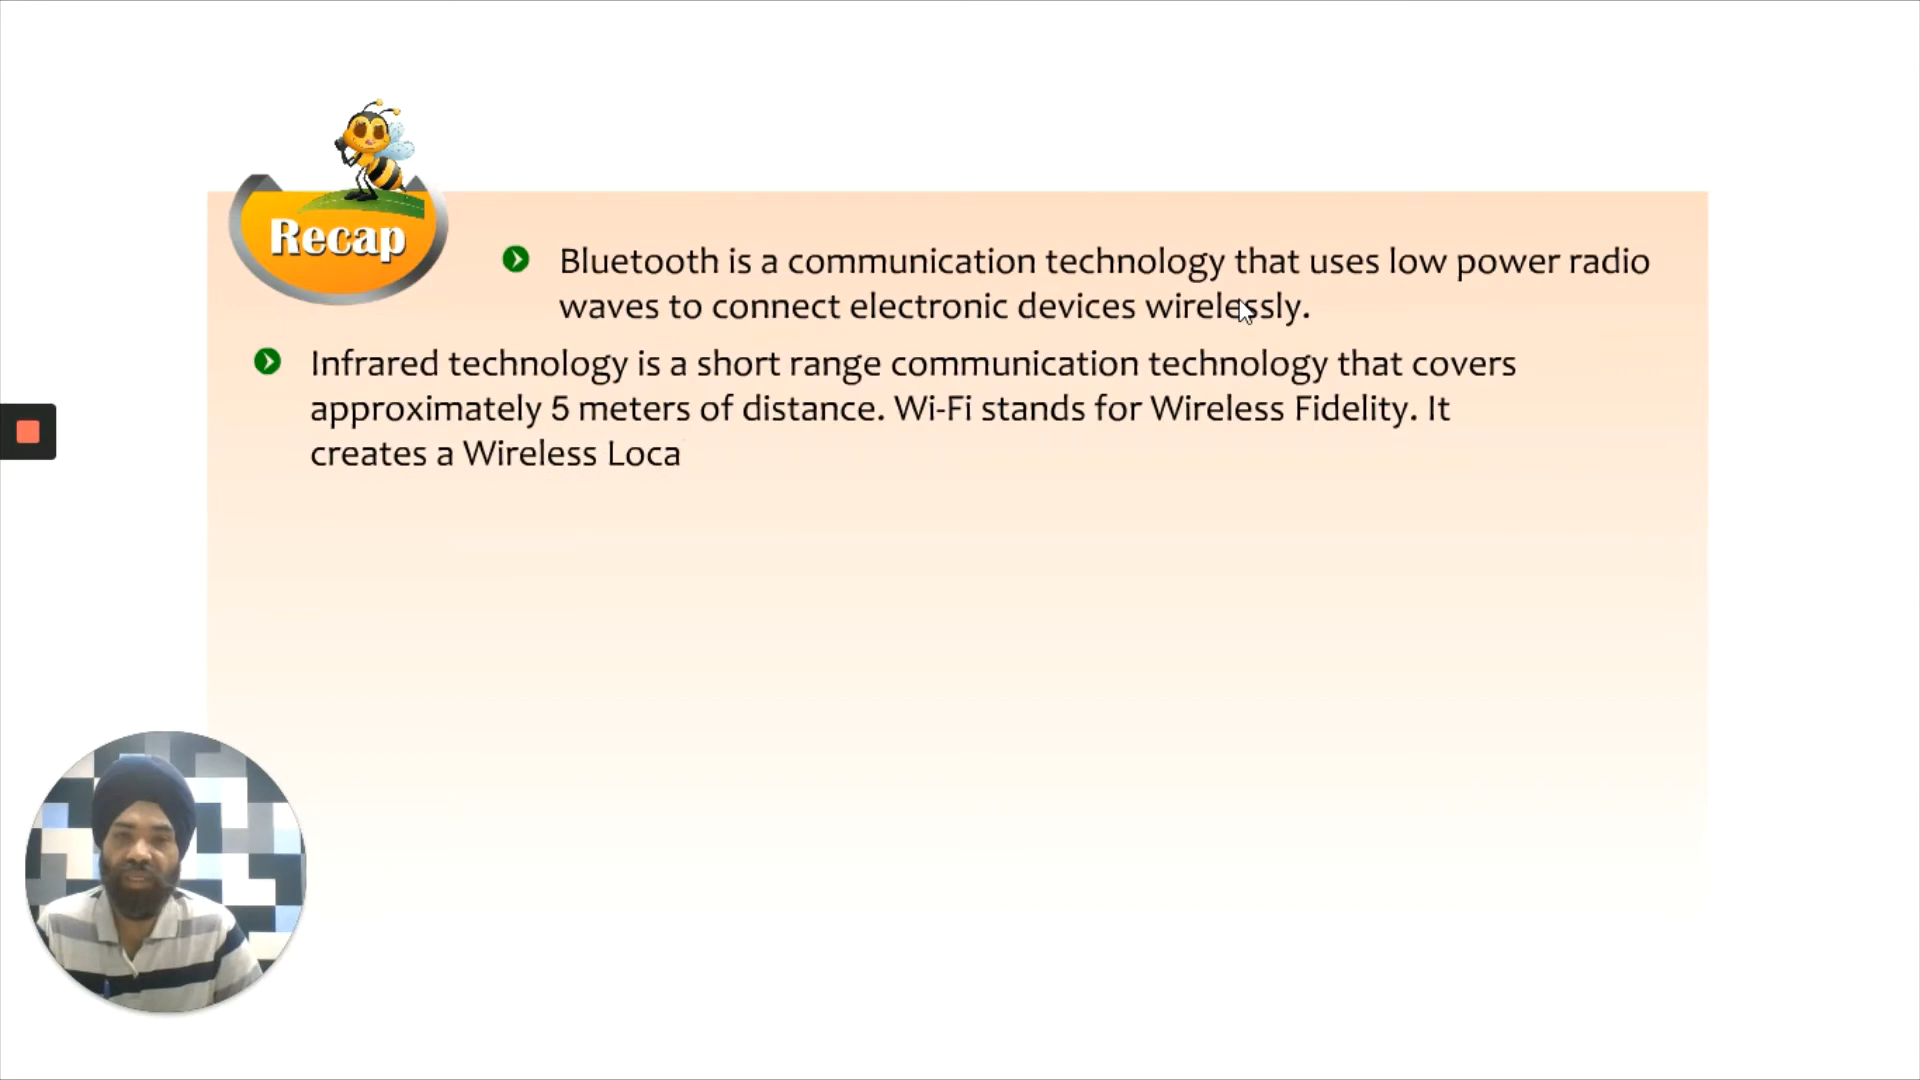 Recap
Bluetooth is a communication technology that uses low power radio
waves to connect electronic devices wirelessly.
Infrared technology is a short range communication technology that covers
approximately 5 meters of distance. Wi-Fi stands for Wireless Fidelity. It
creates a Wireless Loca